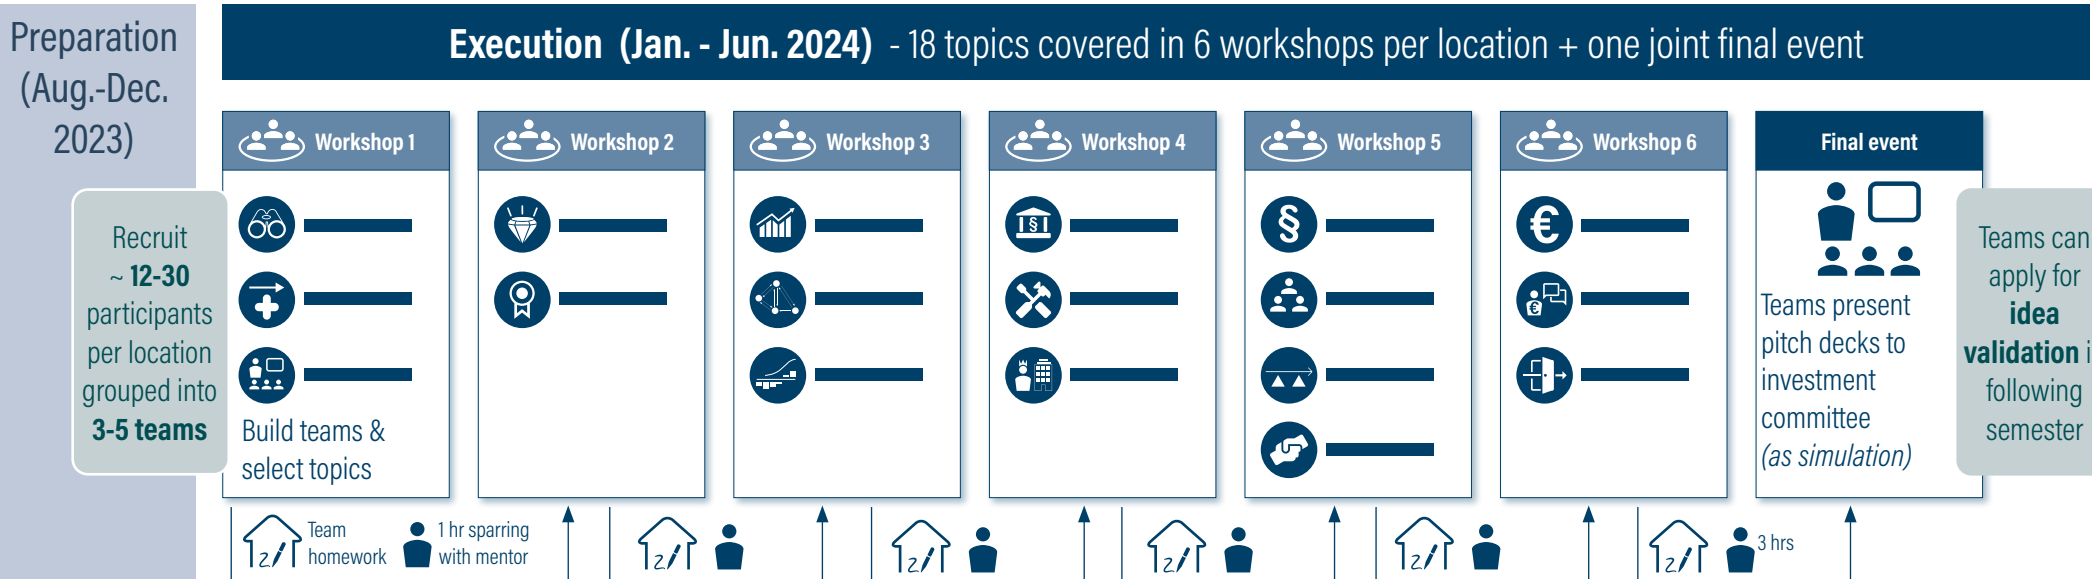 Preparation
(Aug.-Dec.
2023)
Execution (Jan. - Jun. 2024) - 18 topics covered in 6 workshops per location + one joint final event
Recruit
~ 12-30
participants
per location
grouped into
3-5 teams
Workshop 1
Build teams &
select topics
Workshop 2
Workshop 3
Workshop 4
§
Workshop 5
§
Workshop 6
€
€
Final event
Teams present
pitch decks to
investment
committee
(as simulation)
Teams can
apply for
idea
validation
following
semester
Team
homework
1 hr sparring
with mentor
3 hrs